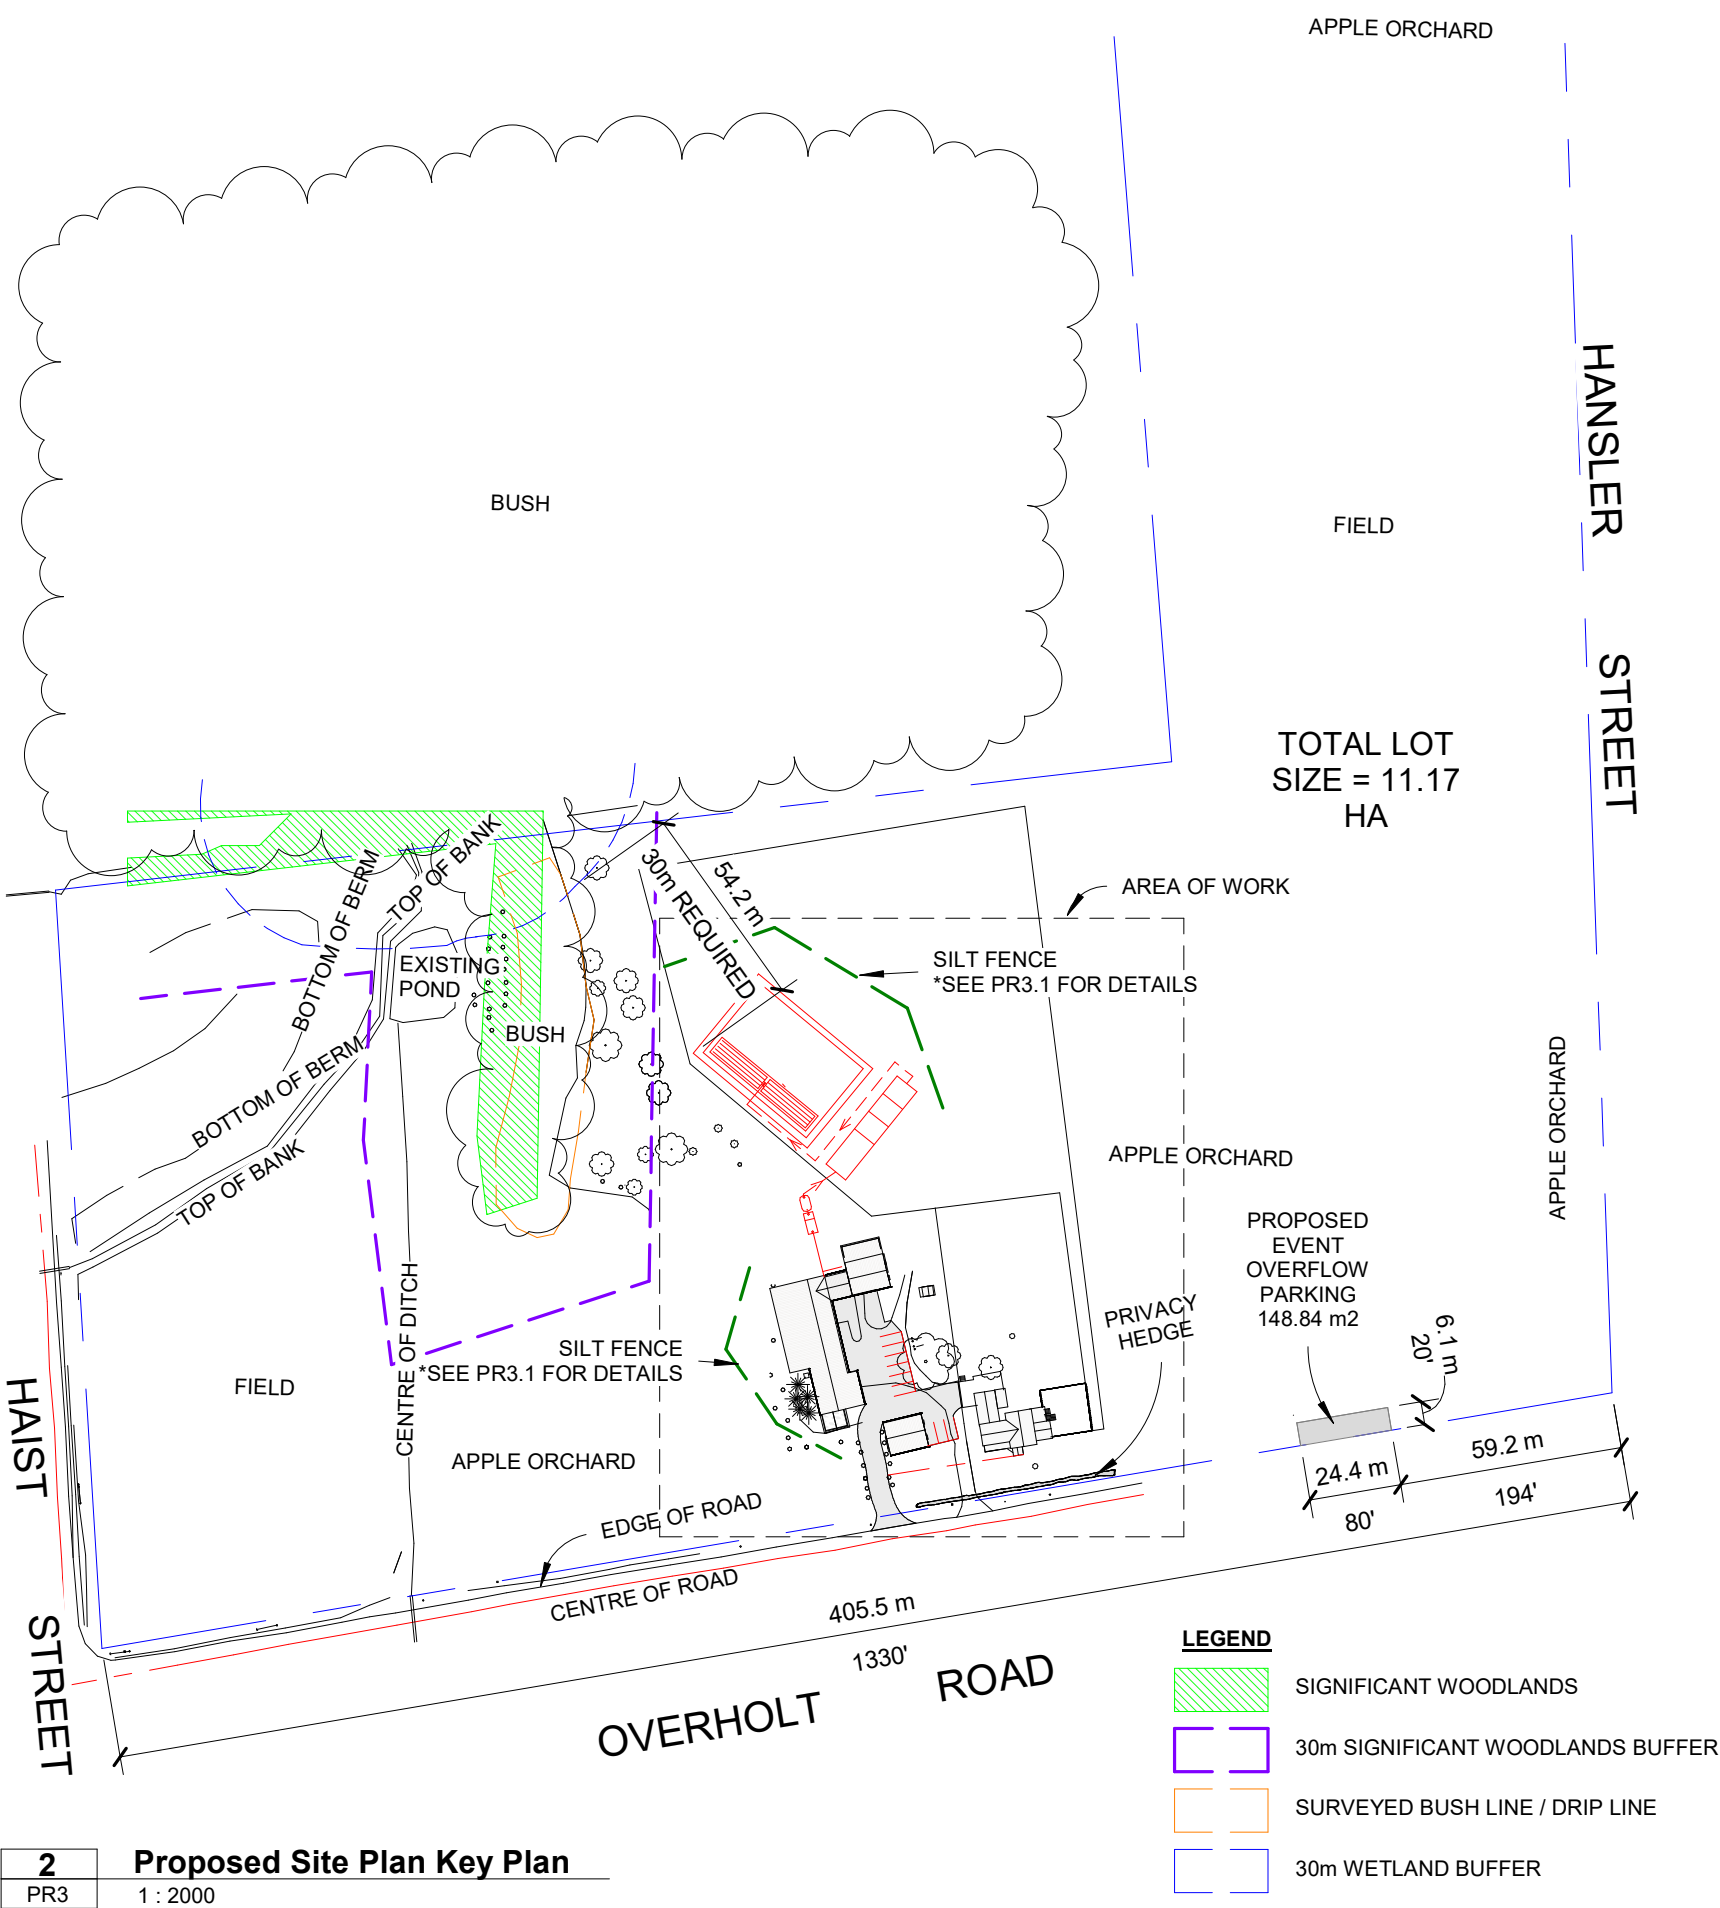 APPLE ORCHARD
BUSH
FIELD
HANSLER STREET
TOTAL LOT
SIZE = 11.17
HA
TOP OF BANK
BOTTOM OF BERM
30m REQUIRED
54.2 m
AREA OF WORK
SILT FENCE
*SEE PR3.1 FOR DETAILS
EXISTING
POND
BUSH
BOTTOM OF BERM
TOP OF BANK
APPLE ORCHARD
APPLE ORCHARD
PROPOSED
EVENT
OVERFLOW
PARKING
148.84 m2
6.1 m
20'
PRIVACY
HEDGE
CENTRE OF DITCH
SILT FENCE
*SEE PR3.1 FOR DETAILS
FIELD
HAIST STREET
APPLE ORCHARD
59.2 m
194'
24.4 m
80'
EDGE OF ROAD
CENTRE OF ROAD
405.5 m
1330'
OVERHOLT ROAD
LEGEND
SIGNIFICANT WOODLANDS
30m SIGNIFICANT WOODLANDS BUFFER
SURVEYED BUSH LINE / DRIP LINE
30m WETLAND BUFFER
2
PR3
Proposed Site Plan Key Plan
1 : 2000